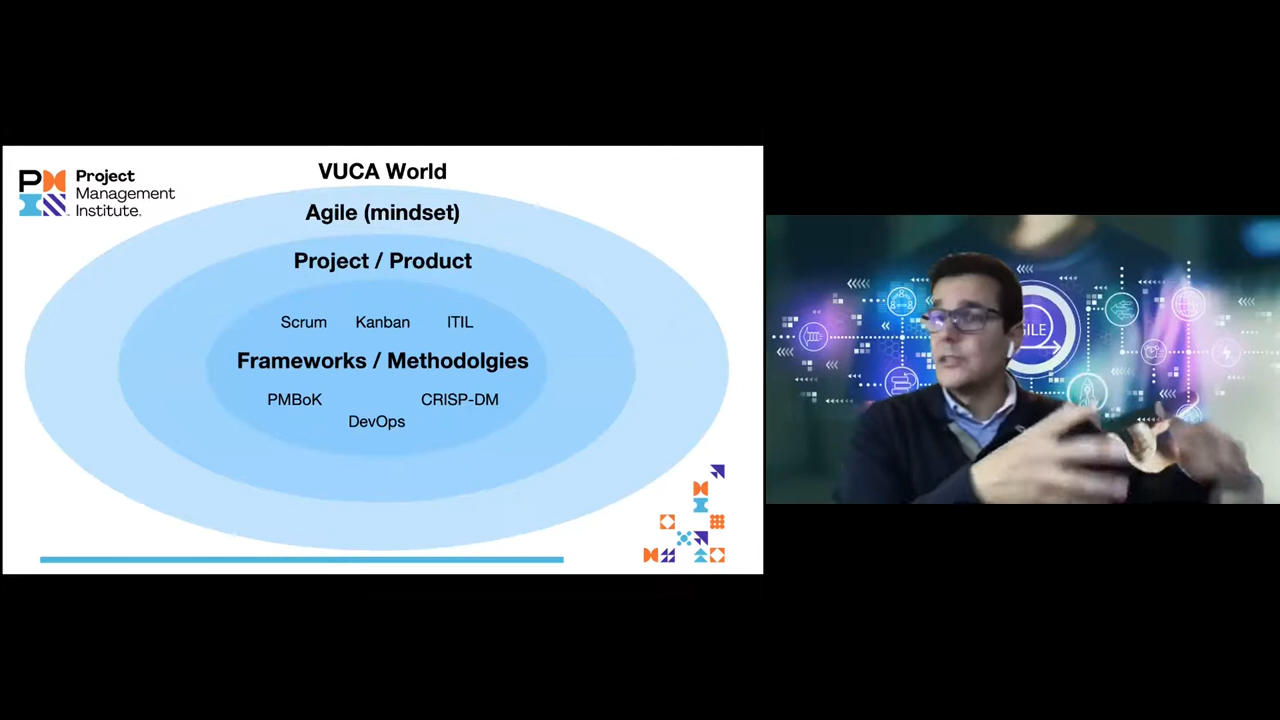 Project
Management
Institute.
VUCA World
Agile (mindset)
Project / Product
Scrum Kanban ITIL
Frameworks / Methodolgies
PMBoK CRISP-DM
DevOps